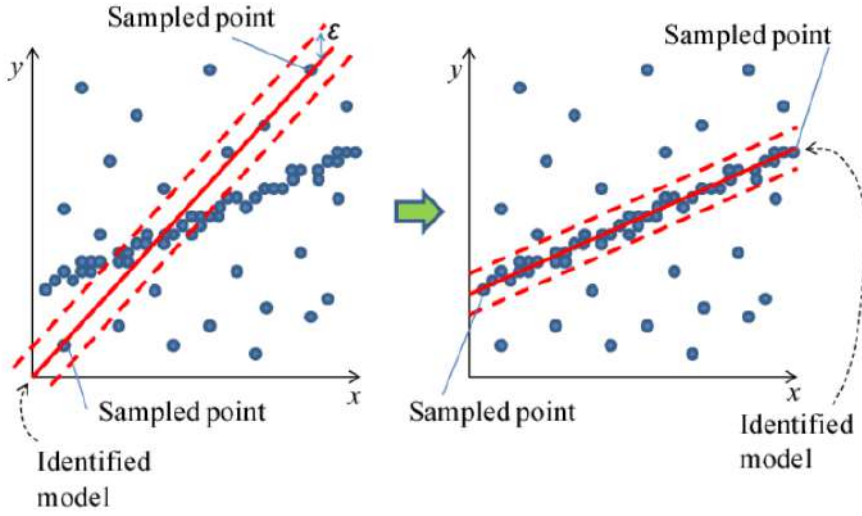 Sampled point
ε
y
x
Sampled point
Identified
model
Sampled point
y
x
Sampled point
Identified
model